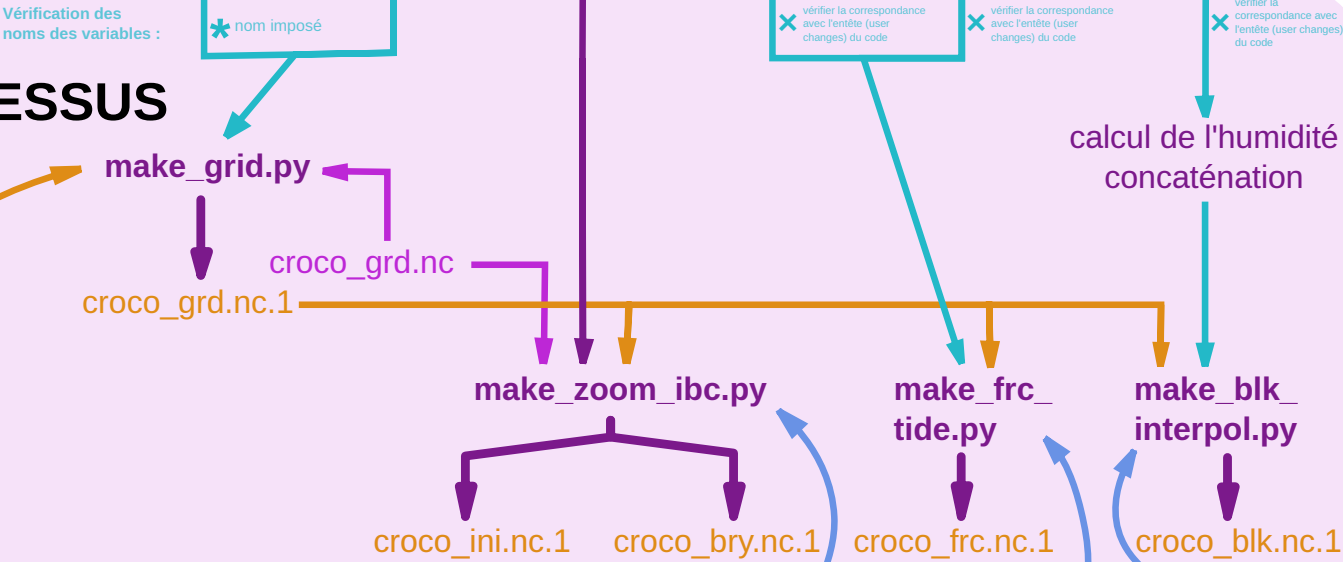 Vérification des
noms des variables :
* nom imposé
× vérifier la correspondance
avec l'entête (user
changes) du code
× vérifier la correspondance
avec l'entête (user
changes) du code
× vérifier la
correspondance avec
l'entête (user changes)
du code
ESSUS
calcul de l'humidité
concaténation
make_grid.py
croco_grd.nc
croco_grd.nc.1
make_zoom_ibc.py
make_frc_
tide.py
make_blk_
interpol.py
croco_ini.nc.1
croco_bry.nc.1
croco_frc.nc.1
croco_blk.nc.1